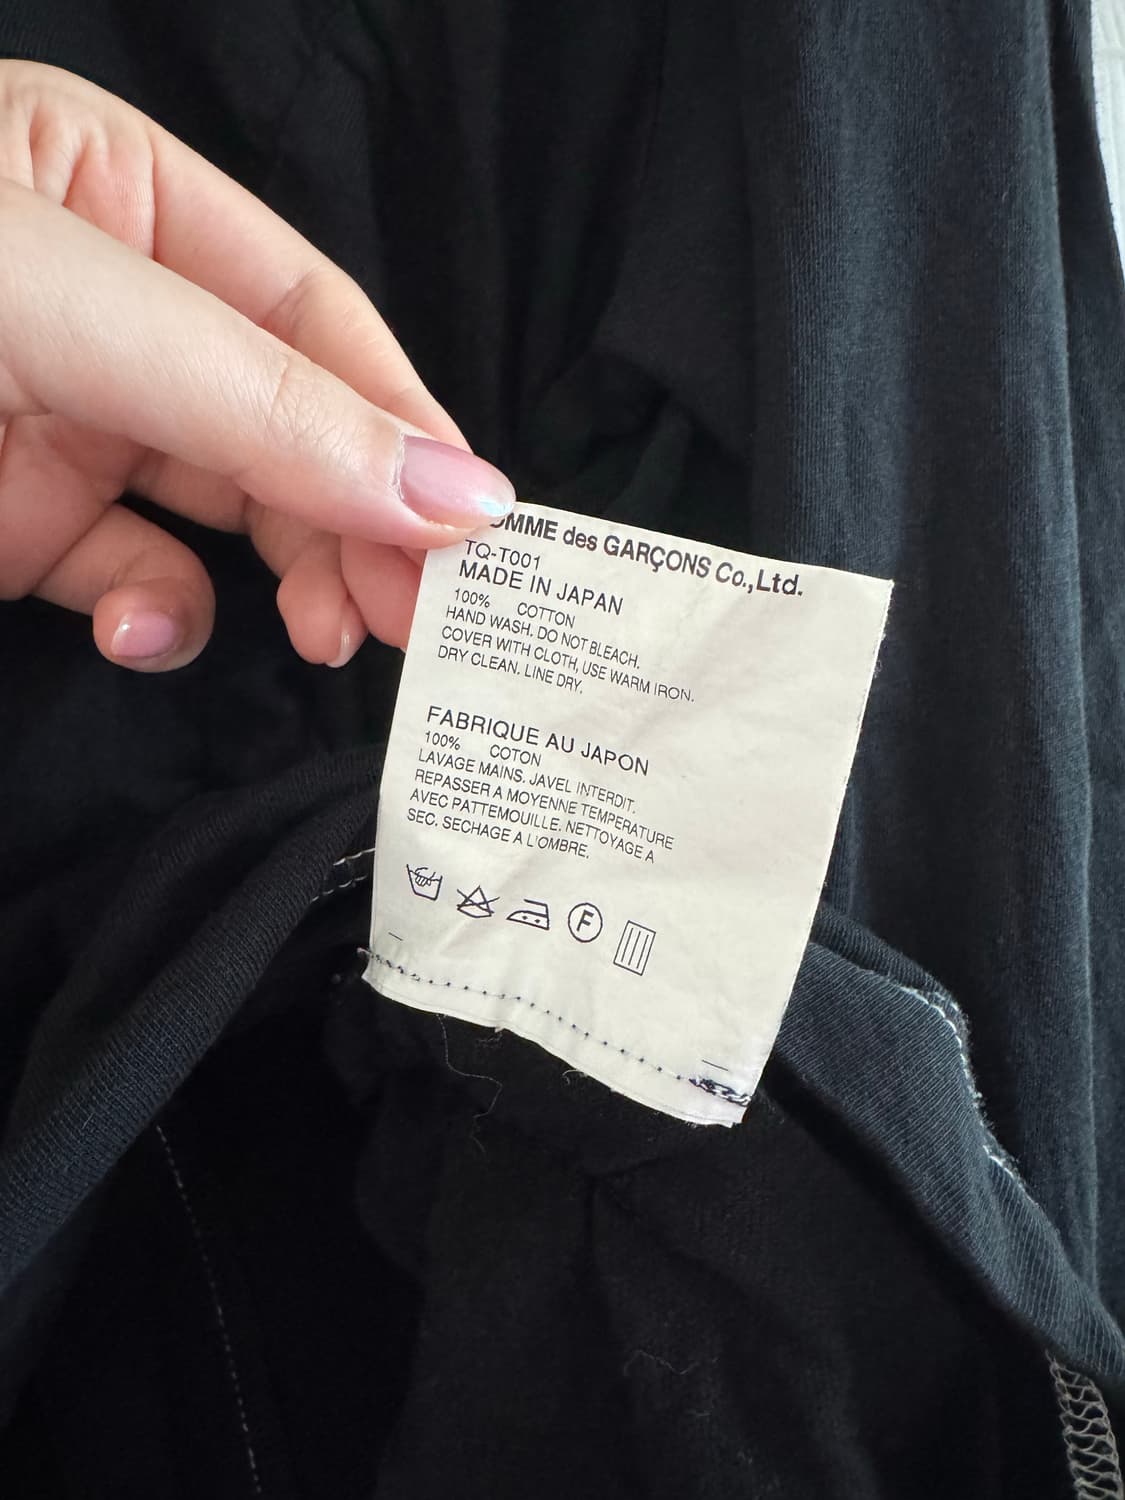 OMME des GARÇONS Co.,Ltd.
TQ-T001
MADE IN JAPAN
100% COTTON
HAND WASH. DO NOT BLEACH.
COVER WITH CLOTH, USE WARM IRON.
DRY CLEAN. LINE DRY.
FABRIQUE AU JAPON
100% COTON
LAVAGE MAINS. JAVEL INTERDIT.
REPASSER A MOYENNE TEMPERATURE
AVEC PATTEMOUILLE. NETTOYAGE A
SEC. SECHAGE A L'OMBRE.
F